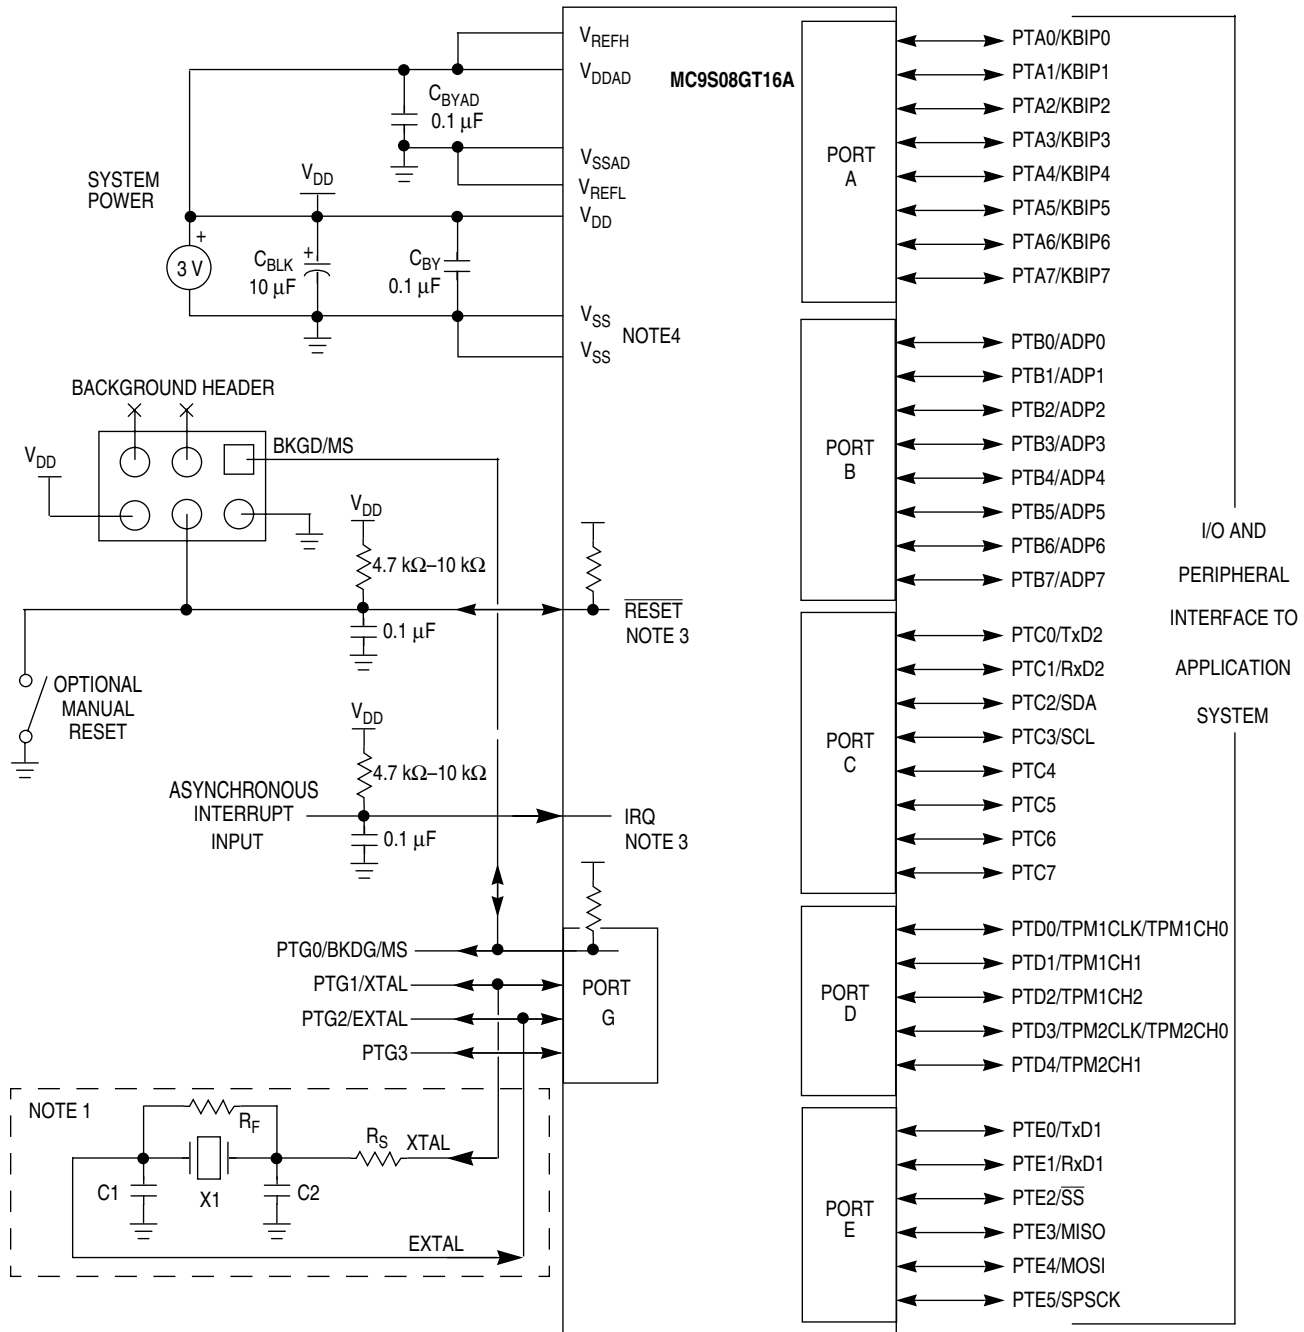 MC9S08GT16A
VREFH
VDDAD
CBYAD
0.1 µF
VSSAD
VREFL
VDD
SYSTEM
POWER
VDD
+
3 V
CBLK
+
10 µF
CBY
0.1 µF
VSS
NOTE4
VSS
BACKGROUND HEADER
BKGD/MS
VDD
VDD
4.7 kΩ–10 kΩ
0.1 µF
RESET
NOTE 3
OPTIONAL
MANUAL
RESET
VDD
4.7 kΩ–10 kΩ
ASYNCHRONOUS
INTERRUPT
INPUT
0.1 µF
IRQ
NOTE 3
PTG0/BKDG/MS
PTG1/XTAL
PTG2/EXTAL
PTG3
PORT
G
NOTE 1
RF
RS
XTAL
C1
X1
C2
EXTAL
PORT
A
PTA0/KBIP0
PTA1/KBIP1
PTA2/KBIP2
PTA3/KBIP3
PTA4/KBIP4
PTA5/KBIP5
PTA6/KBIP6
PTA7/KBIP7
PORT
B
PTB0/ADP0
PTB1/ADP1
PTB2/ADP2
PTB3/ADP3
PTB4/ADP4
PTB5/ADP5
PTB6/ADP6
PTB7/ADP7
PORT
C
PTC0/TxD2
PTC1/RxD2
PTC2/SDA
PTC3/SCL
PTC4
PTC5
PTC6
PTC7
PORT
D
PTD0/TPM1CLK/TPM1CH0
PTD1/TPM1CH1
PTD2/TPM1CH2
PTD3/TPM2CLK/TPM2CH0
PTD4/TPM2CH1
PORT
E
PTE0/TxD1
PTE1/RxD1
PTE2/SS
PTE3/MISO
PTE4/MOSI
PTE5/SPSCK
I/O AND
PERIPHERAL
INTERFACE TO
APPLICATION
SYSTEM